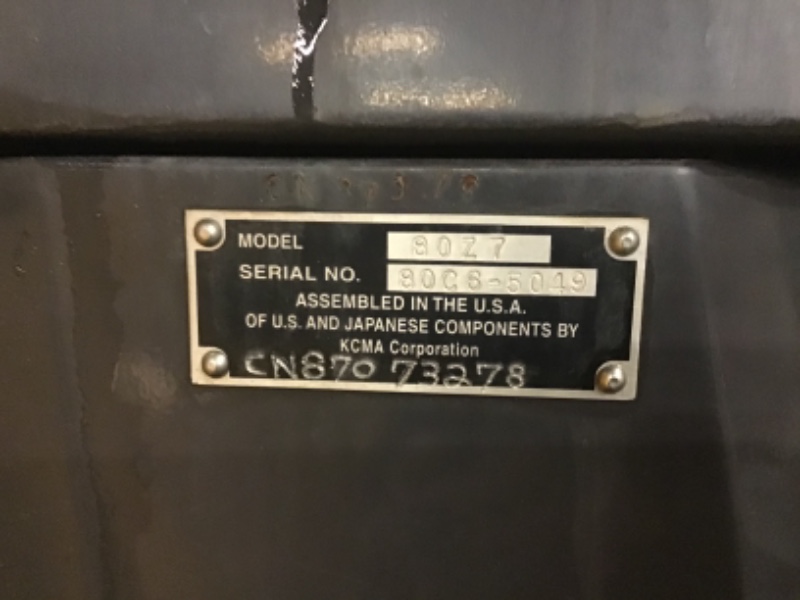 MODEL 80Z7
SERIAL NO. 80C6-5049
ASSEMBLED IN THE U.S.A.
OF U.S. AND JAPANESE COMPONENTS BY
KCMA Corporation
CN870 73278